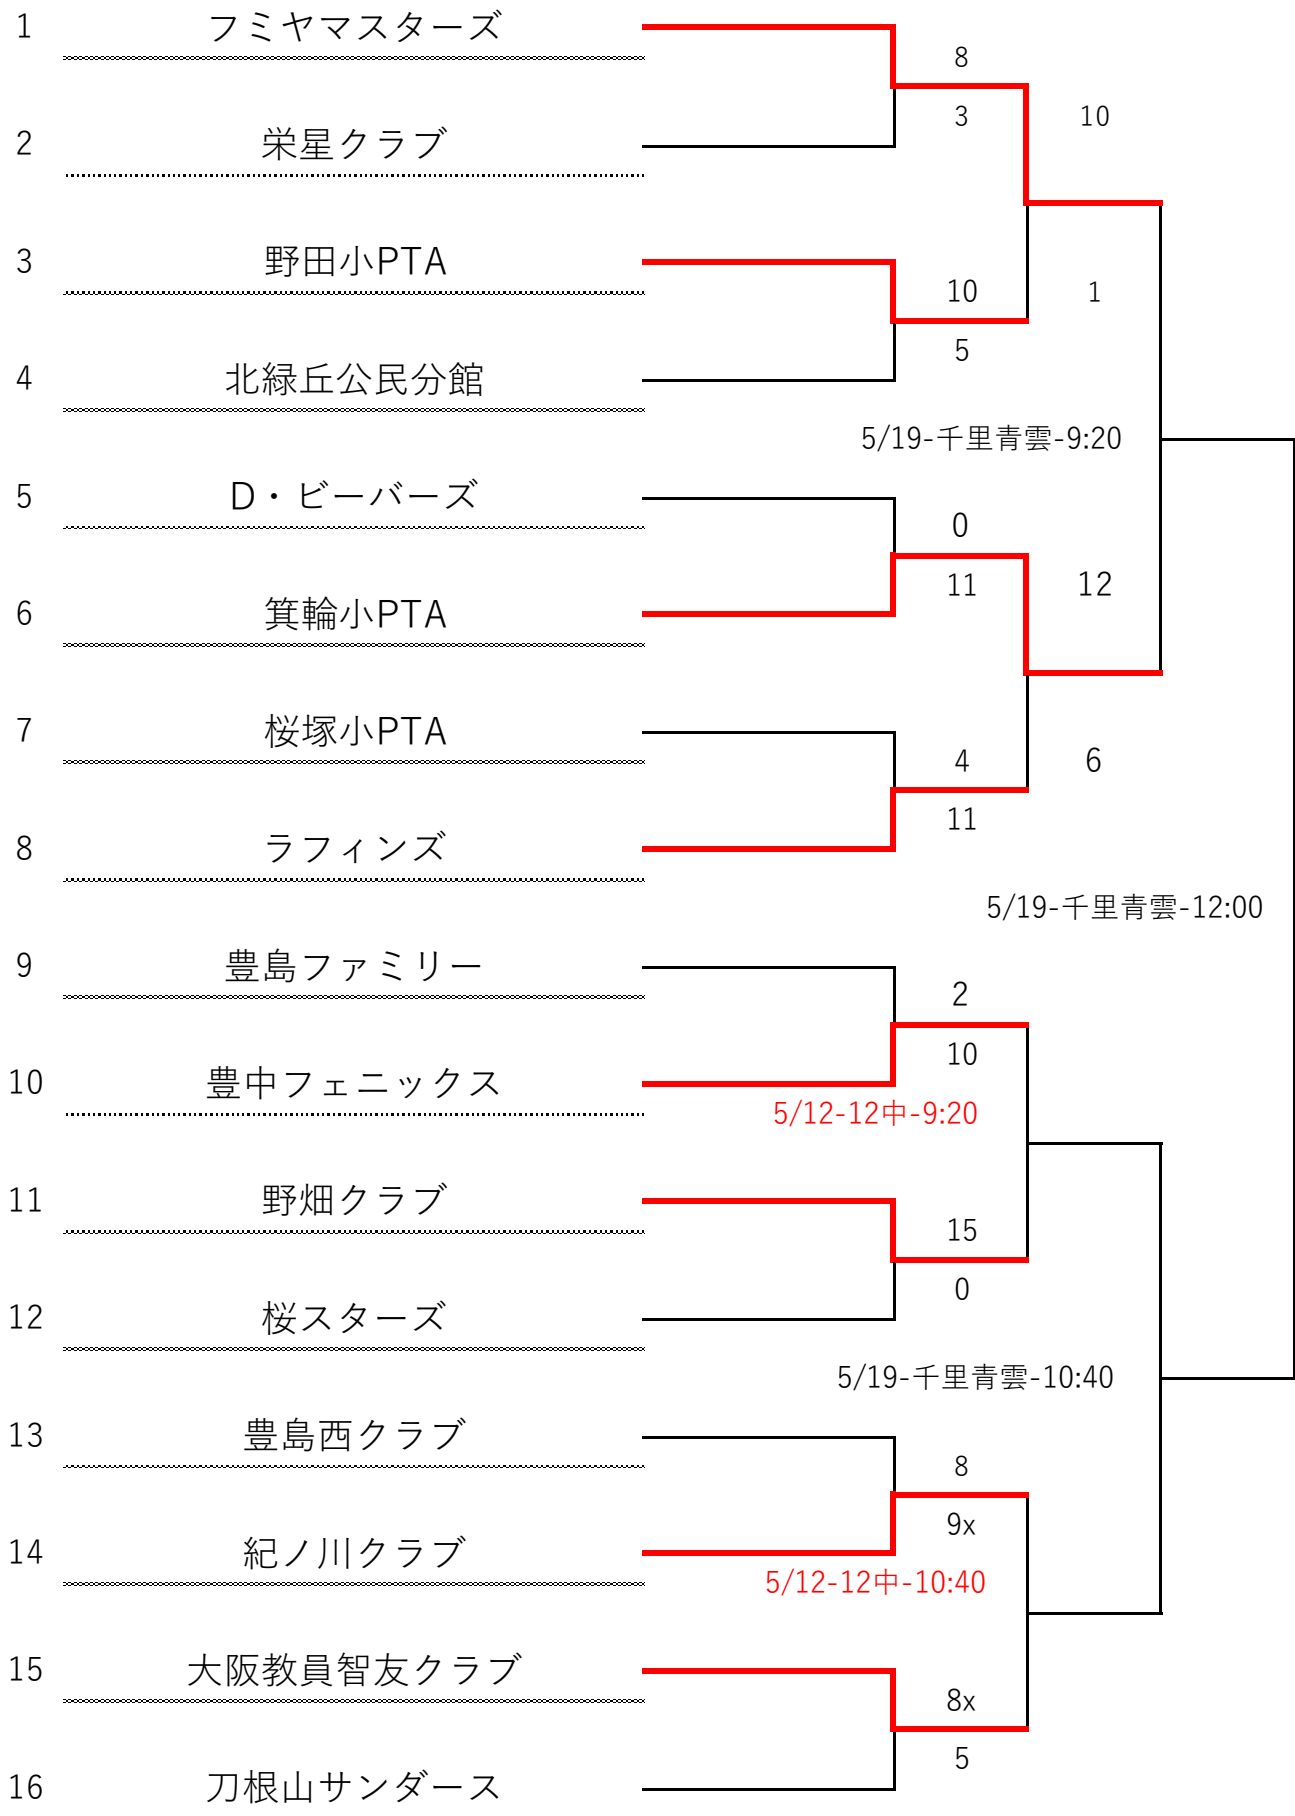 1 フミヤマスターズ
8
3
10
2 栄星クラブ
3 野田小PTA
10
1
5
4 北緑丘公民分館
5/19-千里青雲-9:20
5 D・ビーバーズ
0
11
12
6 箕輪小PTA
7 桜塚小PTA
4
6
11
8 ラフィンズ
5/19-千里青雲-12:00
9 豊島ファミリー
2
10
10 豊中フェニックス
5/12-12中-9:20
11 野畑クラブ
15
0
12 桜スターズ
5/19-千里青雲-10:40
13 豊島西クラブ
8
9x
14 紀ノ川クラブ
5/12-12中-10:40
15 大阪教員智友クラブ
8x
5
16 刀根山サンダース